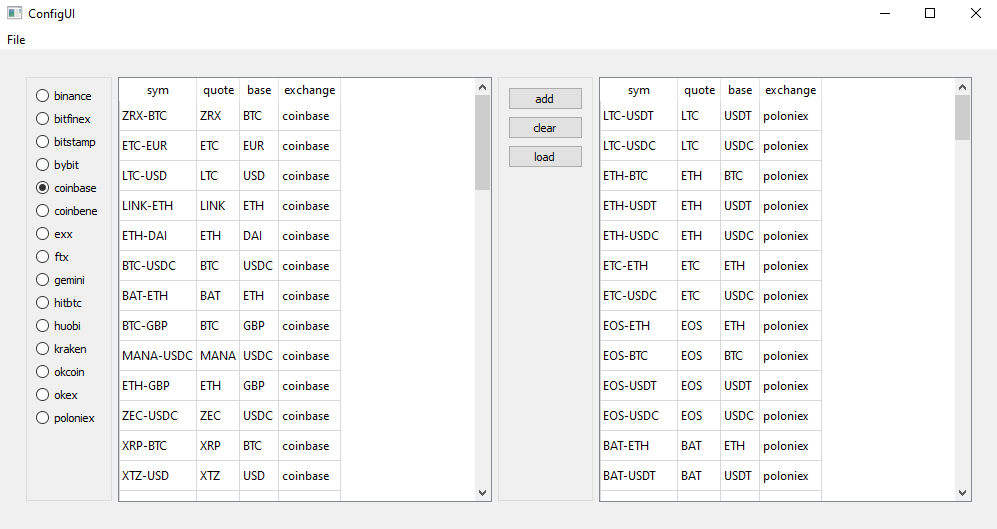 ConfigUI
File
binance
bitfinex
bitstamp
bybit
coinbase
coinbene
exx
ftx
gemini
hitbtc
huobi
kraken
okcoin
okex
poloniex
sym quote base exchange
ZRX-BTC ZRX BTC coinbase
ETC-EUR ETC EUR coinbase
LTC-USD LTC USD coinbase
LINK-ETH LINK ETH coinbase
ETH-DAI ETH DAI coinbase
BTC-USDC BTC USDC coinbase
BAT-ETH BAT ETH coinbase
BTC-GBP BTC GBP coinbase
MANA-USDC MANA USDC coinbase
ETH-GBP ETH GBP coinbase
ZEC-USDC ZEC USDC coinbase
XRP-BTC XRP BTC coinbase
XTZ-USD XTZ USD coinbase
add
clear
load
sym quote base exchange
LTC-USDT LTC USDT poloniex
LTC-USDC LTC USDC poloniex
ETH-BTC ETH BTC poloniex
ETH-USDT ETH USDT poloniex
ETH-USDC ETH USDC poloniex
ETC-ETH ETC ETH poloniex
ETC-USDC ETC USDC poloniex
EOS-ETH EOS ETH poloniex
EOS-BTC EOS BTC poloniex
EOS-USDT EOS USDT poloniex
EOS-USDC EOS USDC poloniex
BAT-ETH BAT ETH poloniex
BAT-USDT BAT USDT poloniex